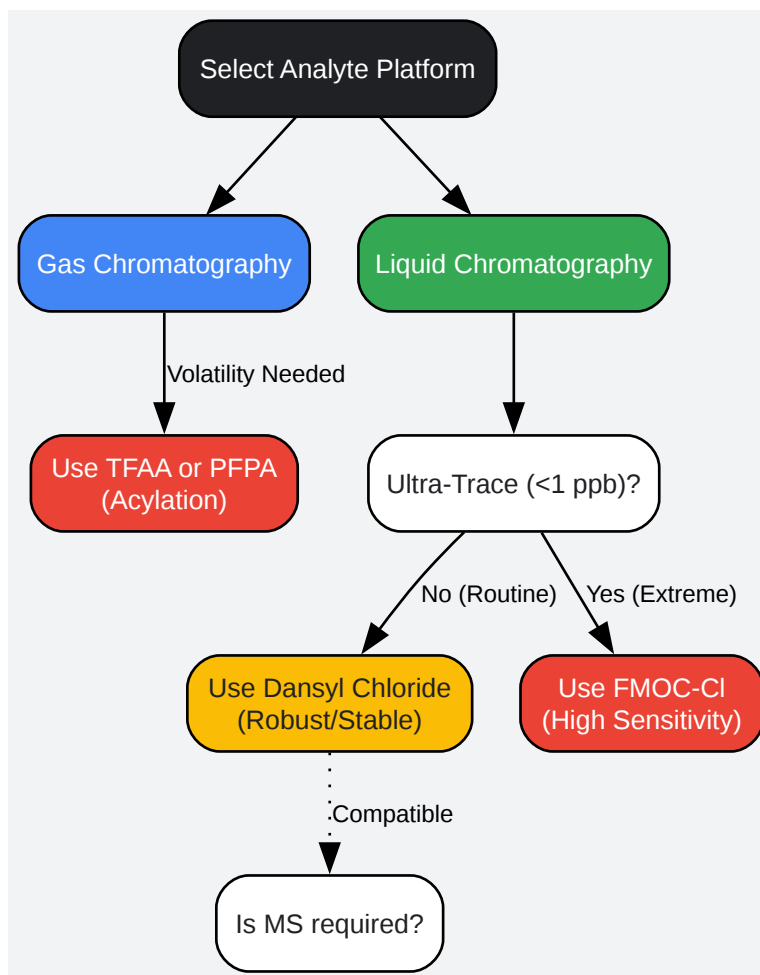 Select Analyte Platform
Gas Chromatography
Liquid Chromatography
Volatility Needed
Use TFAA or PFPA
(Acylation)
Ultra-Trace (<1 ppb)?
No (Routine)
Yes (Extreme)
Use Dansyl Chloride
(Robust/Stable)
Use FMOC-Cl
(High Sensitivity)
Compatible
Is MS required?